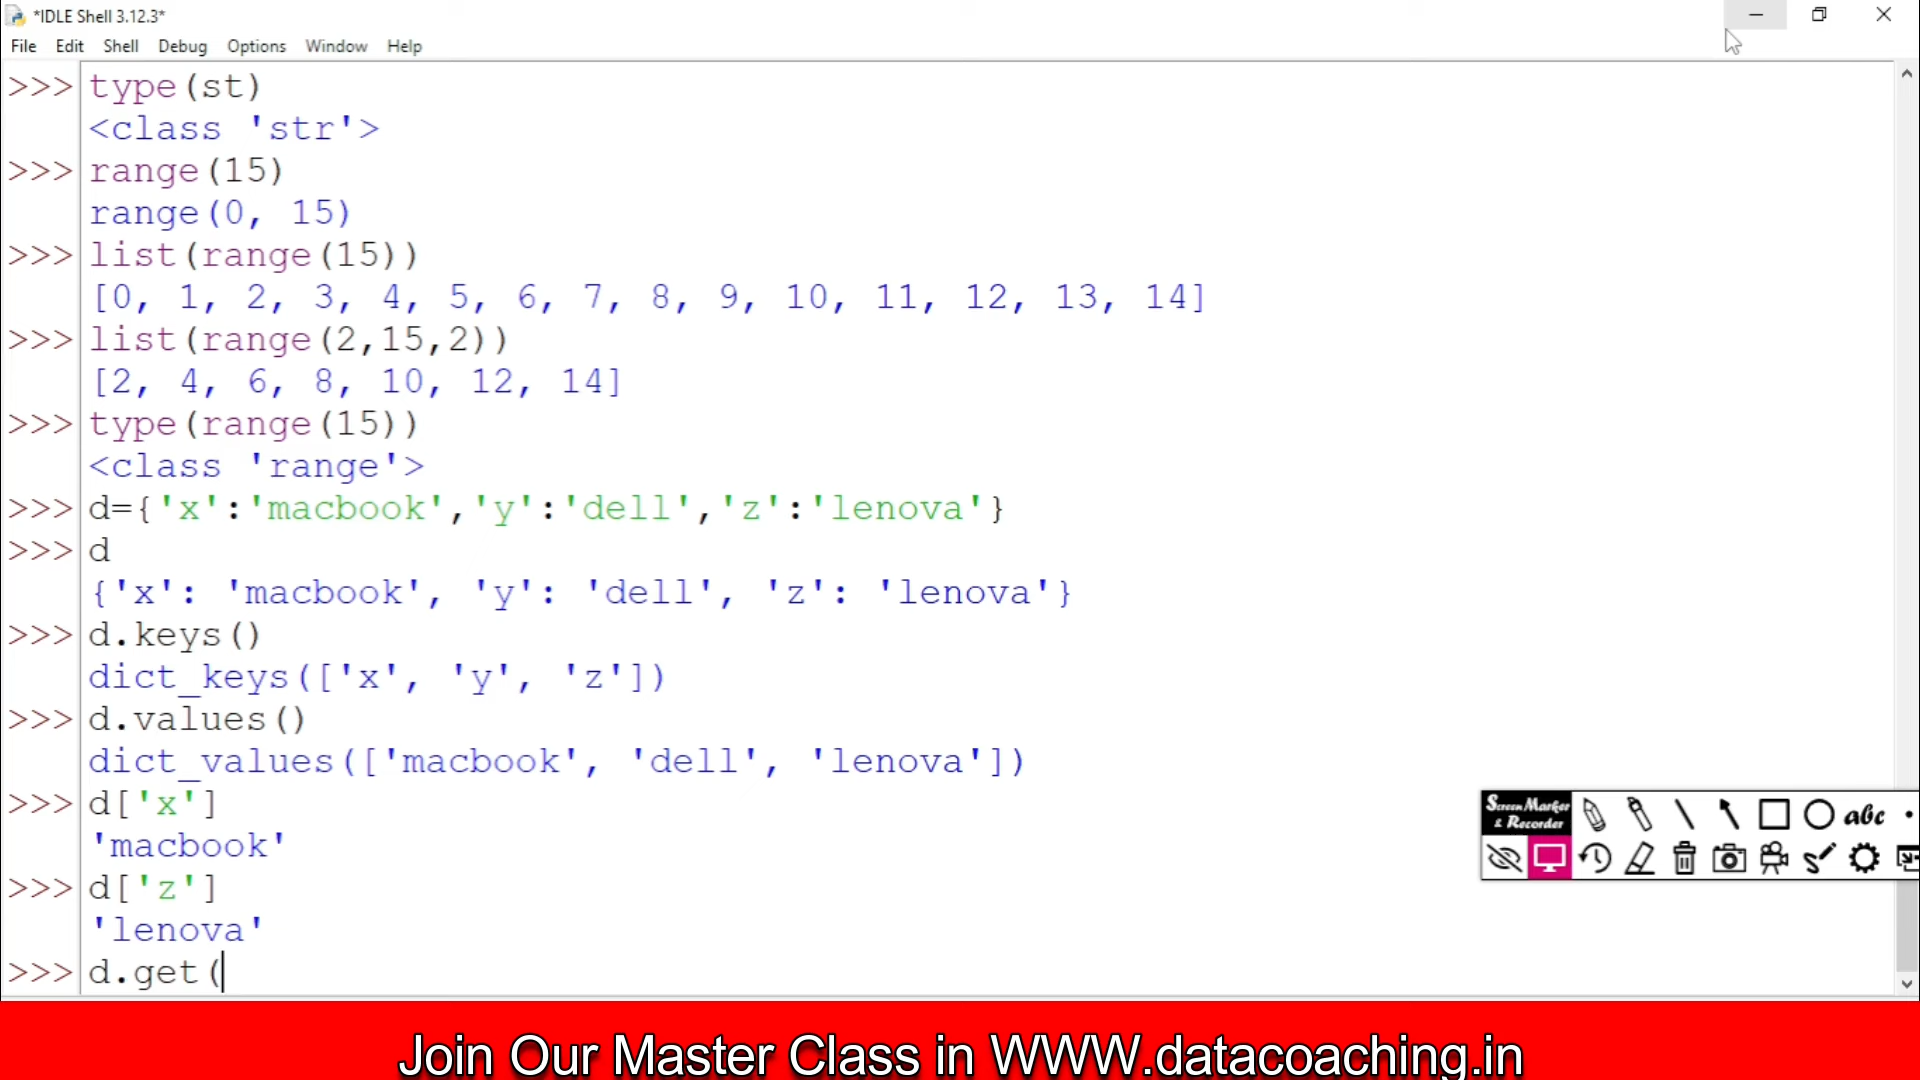 *IDLE Shell 3.12.3*
File Edit Shell Debug Options Window Help
>>> type(st)
<class 'str'>
>>> range(15)
range(0, 15)
>>> list(range(15))
[0, 1, 2, 3, 4, 5, 6, 7, 8, 9, 10, 11, 12, 13, 14]
>>> list(range(2,15,2))
[2, 4, 6, 8, 10, 12, 14]
>>> type(range(15))
<class 'range'>
>>> d={'x':'macbook','y':'dell','z':'lenova'}
>>> d
{'x': 'macbook', 'y': 'dell', 'z': 'lenova'}
>>> d.keys()
dict_keys(['x', 'y', 'z'])
>>> d.values()
dict_values(['macbook', 'dell', 'lenova'])
>>> d['x']
'macbook'
>>> d['z']
'lenova'
>>> d.get(
Screen Marker
& Recorder
abc
Join Our Master Class in WWW.datacoaching.in